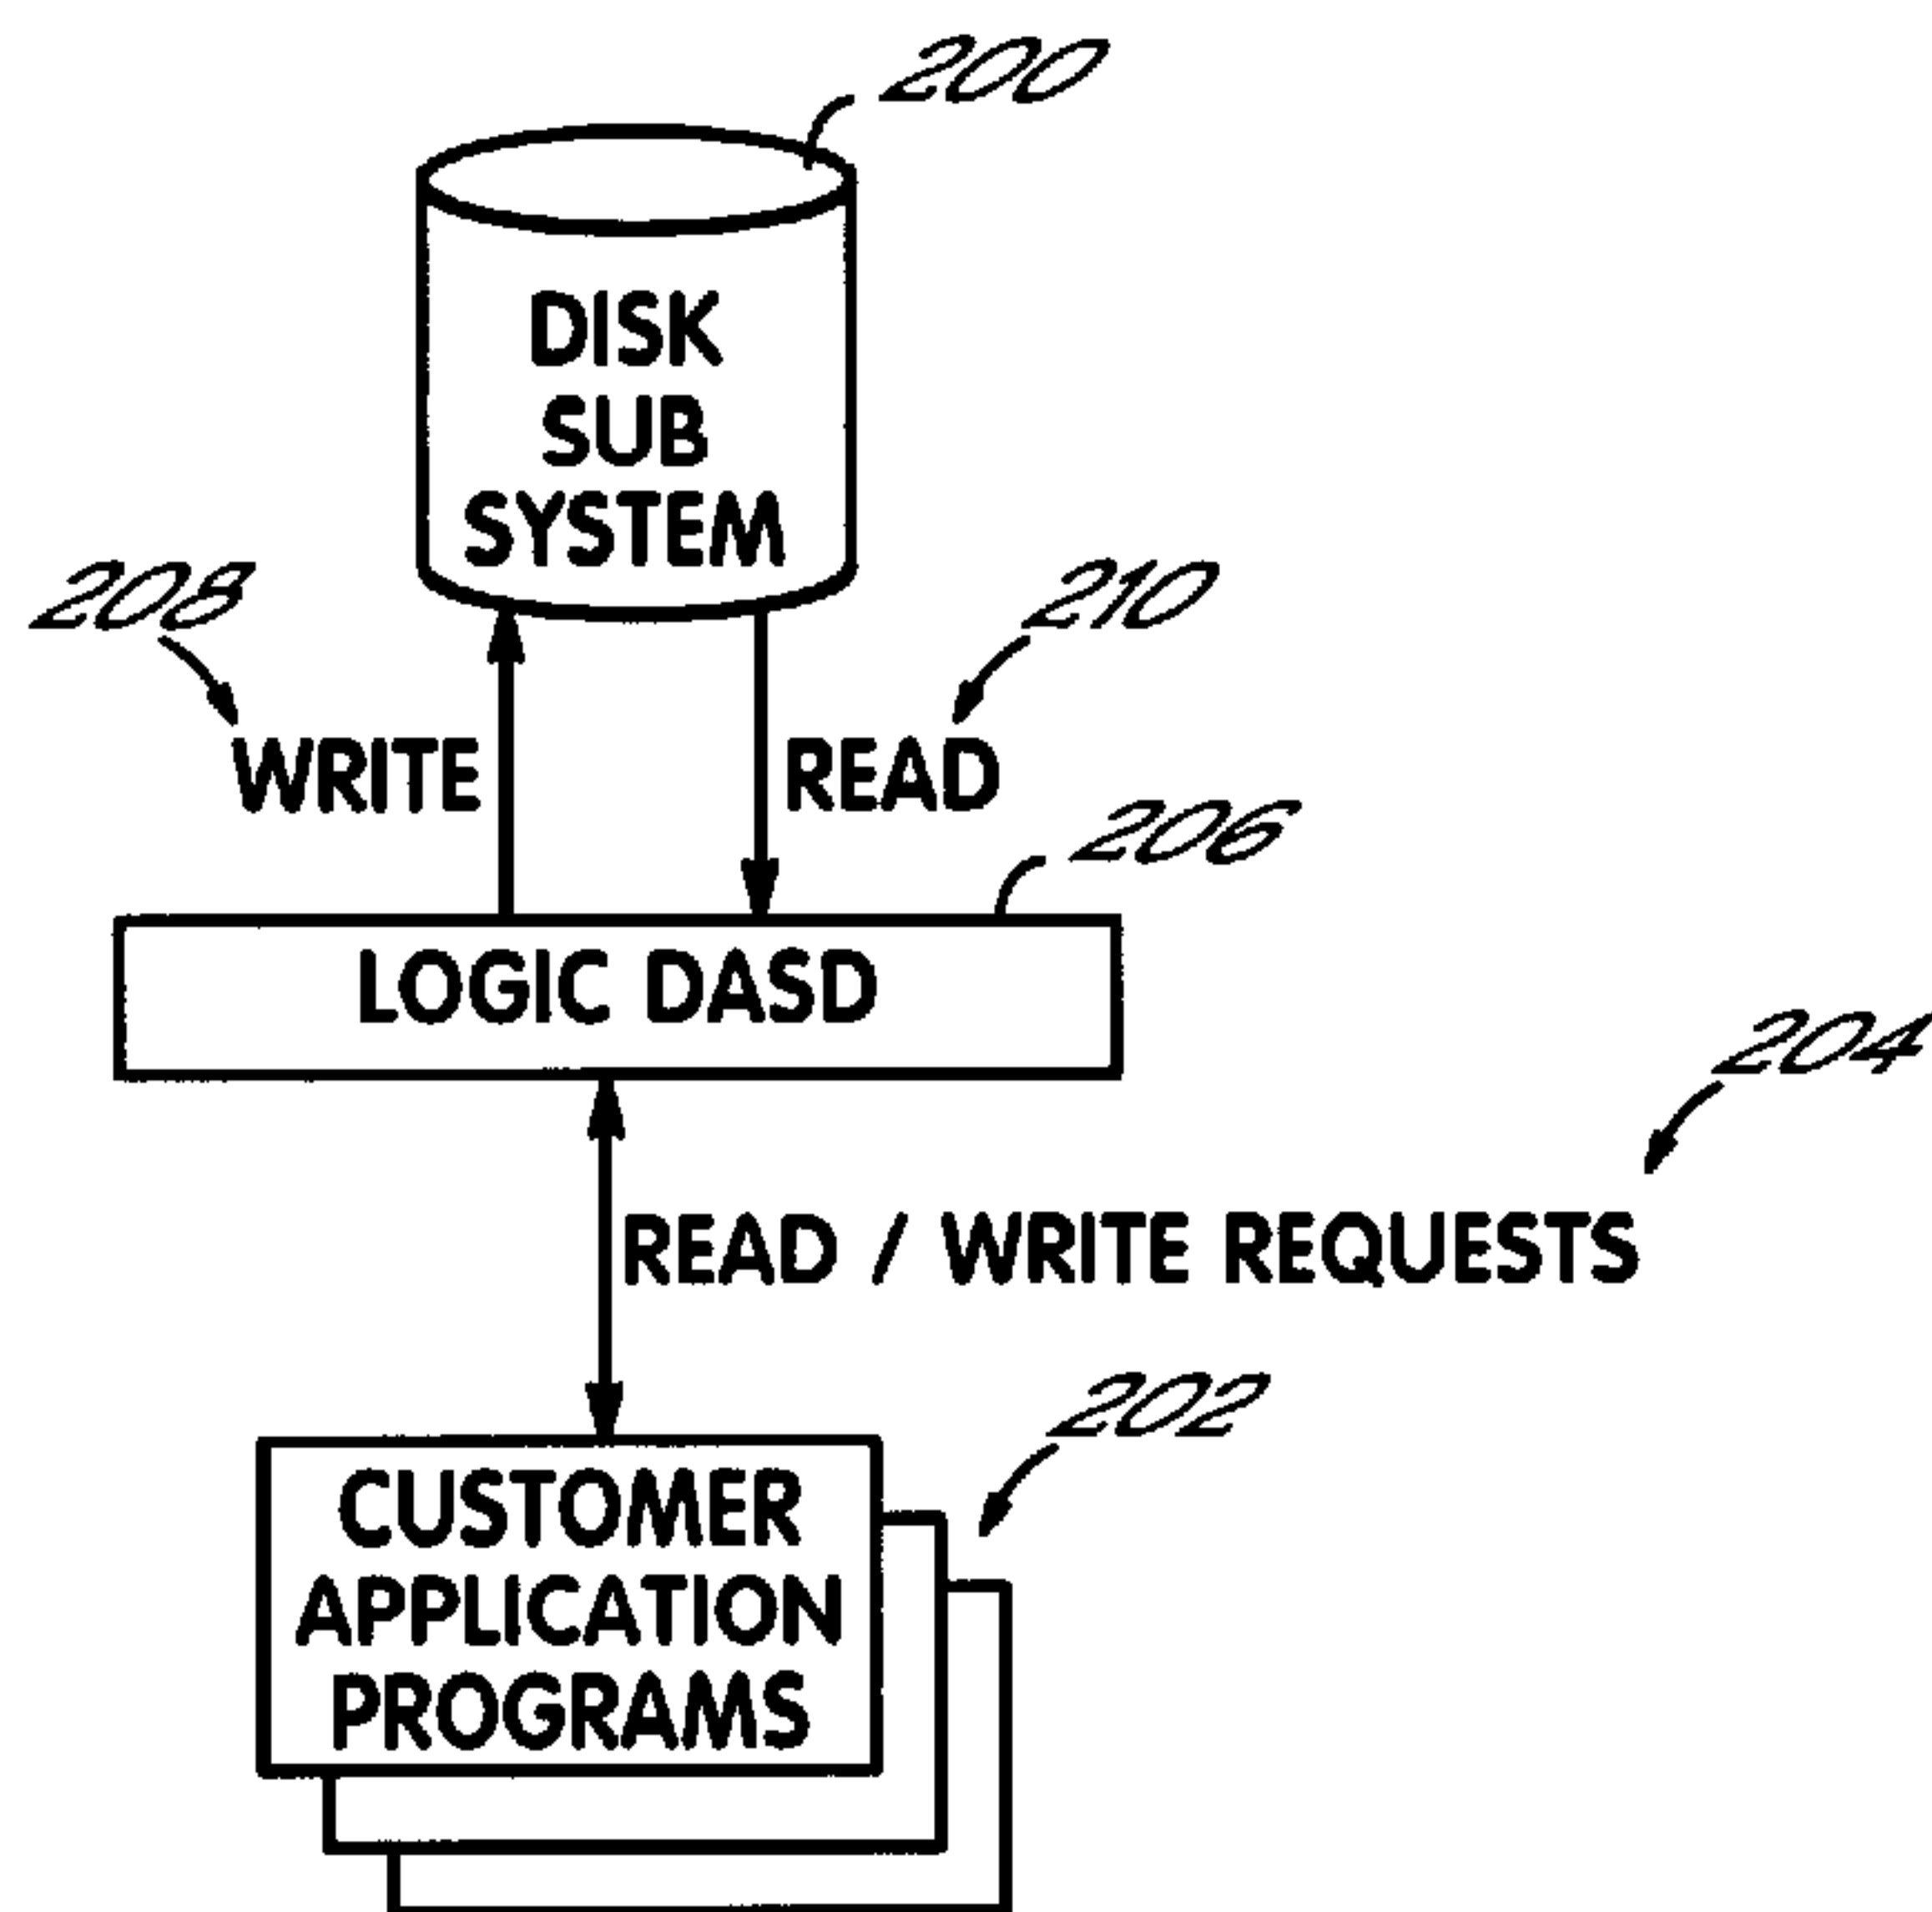 200
DISK
SUB
SYSTEM
208
210
WRITE
READ
206
LOGIC DASD
204
READ / WRITE REQUESTS
202
CUSTOMER
APPLICATION
PROGRAMS